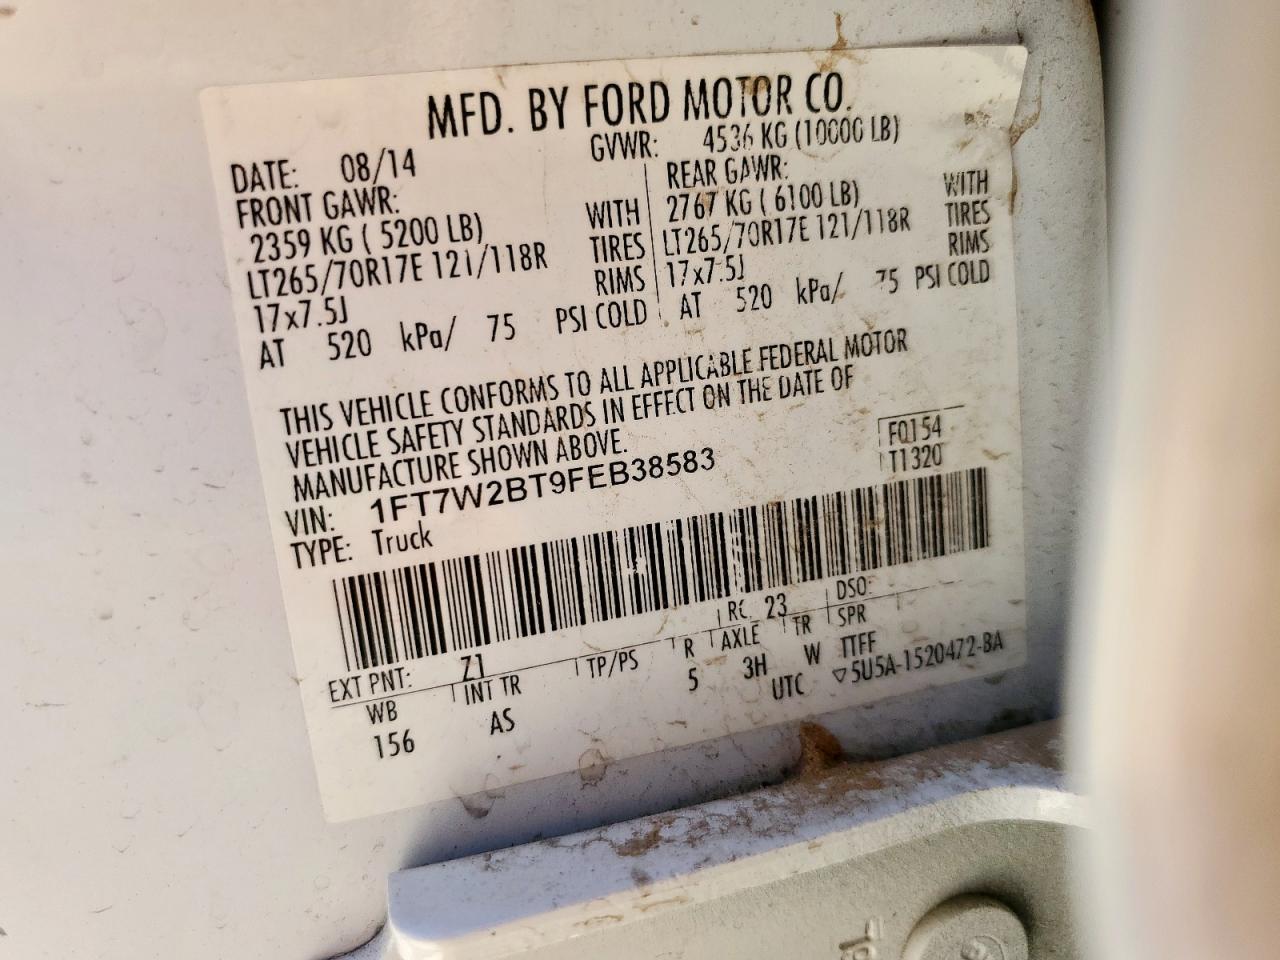 MFD. BY FORD MOTOR CO.
DATE: 08/14 GVWR: 4536 KG (10000 LB)
FRONT GAWR: REAR GAWR:
2359 KG ( 5200 LB) WITH 2767 KG ( 6100 LB) WITH
LT265/70R17E 121/118R TIRES LT265/70R17E 121/118R TIRES
17x7.5J RIMS 17x7.5J RIMS
AT 520 kPa/ 75 PSI COLD AT 520 kPa/ 75 PSI COLD
THIS VEHICLE CONFORMS TO ALL APPLICABLE FEDERAL MOTOR
VEHICLE SAFETY STANDARDS IN EFFECT ON THE DATE OF
MANUFACTURE SHOWN ABOVE.
VIN: 1FT7W2BT9FEB38583 F0154
TYPE: Truck T1320
EXT PNT: Z1 RC 23 DSO:
WB INT TR TP/PS R AXLE TR SPR
156 AS 5 3H W TTFF
UTC ▽5U5A-1520472-BA